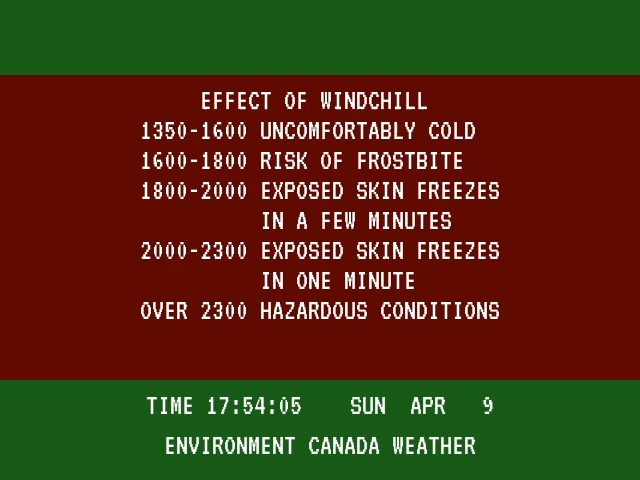 EFFECT OF WINDCHILL
1350-1600 UNCOMFORTABLY COLD
1600-1800 RISK OF FROSTBITE
1800-2000 EXPOSED SKIN FREEZES
IN A FEW MINUTES
2000-2300 EXPOSED SKIN FREEZES
IN ONE MINUTE
OVER 2300 HAZARDOUS CONDITIONS
TIME 17:54:05 SUN APR 9
ENVIRONMENT CANADA WEATHER